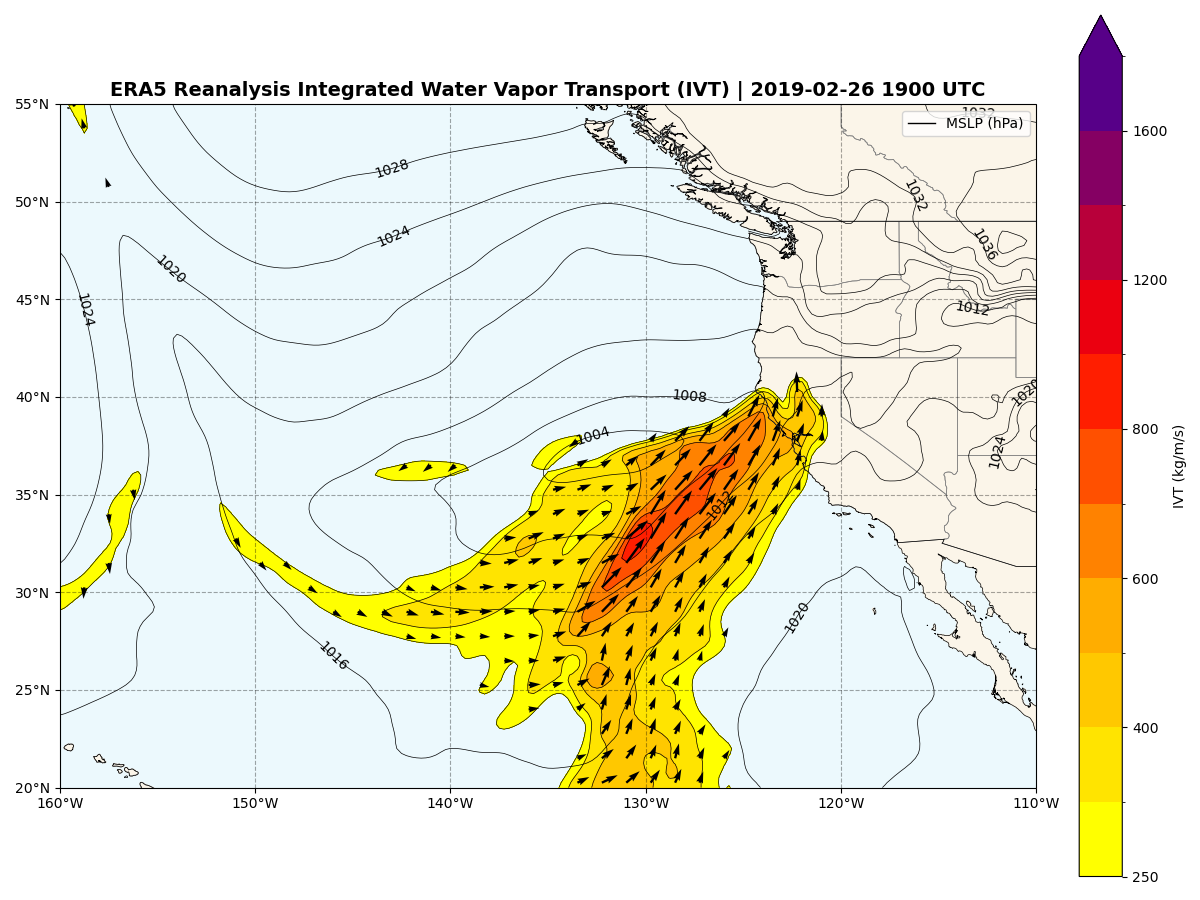 ERA5 Reanalysis Integrated Water Vapor Transport (IVT) | 2019-02-26 1900 UTC
55°N
50°N
45°N
40°N
35°N
30°N
25°N
20°N
160°W
150°W
140°W
130°W
120°W
110°W
MSLP (hPa)
1032
1028
1032
1024
1036
1020
1024
1012
1008
1020
1004
1024
1012
1020
1016
1600
1200
800
600
400
250
IVT (kg/m/s)